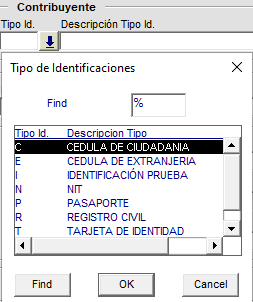 Contribuyente
Tipo Id. Descripción Tipo Id.
Tipo de Identificaciones
Find %
Tipo Id. Descripcion Tipo
C CEDULA DE CIUDADANIA
E CEDULA DE EXTRANJERIA
I IDENTIFICACIÓN PRUEBA
N NIT
P PASAPORTE
R REGISTRO CIVIL
T TARJETA DE IDENTIDAD
Find OK Cancel